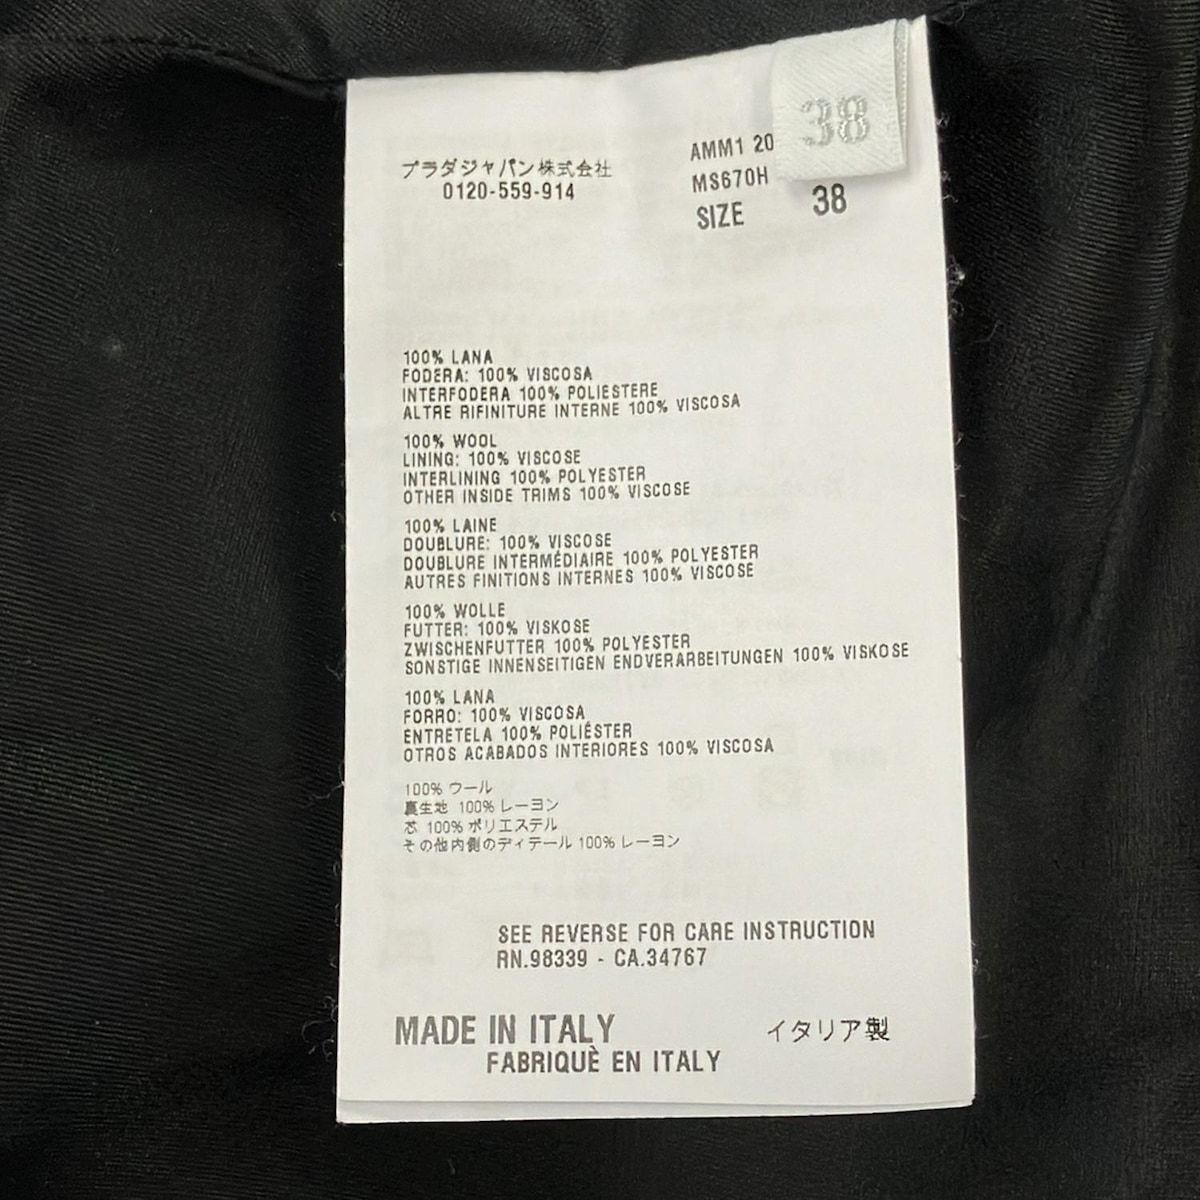 38
プラダジャパン株式会社
0120-559-914
AMM1 20
MS670H
SIZE 38
100% LANA
FODERA: 100% VISCOSA
INTERFODERA 100% POLIESTERE
ALTRE RIFINITURE INTERNE 100% VISCOSA
100% WOOL
LINING: 100% VISCOSE
INTERLINING 100% POLYESTER
OTHER INSIDE TRIMS 100% VISCOSE
100% LAINE
DOUBLURE: 100% VISCOSE
DOUBLURE INTERMÉDIAIRE 100% POLYESTER
AUTRES FINITIONS INTERNES 100% VISCOSE
100% WOLLE
FUTTER: 100% VISKOSE
ZWISCHENFUTTER 100% POLYESTER
SONSTIGE INNENSEITIGEN ENDVERARBEITUNGEN 100% VISKOSE
100% LANA
FORRO: 100% VISCOSA
ENTRETELA 100% POLIÉSTER
OTROS ACABADOS INTERIORES 100% VISCOSA
100% ウール
裏生地 100% レーヨン
芯 100% ポリエステル
その他内側のディテール 100% レーヨン
SEE REVERSE FOR CARE INSTRUCTION
RN.98339 - CA.34767
MADE IN ITALY
FABRIQUÈ EN ITALY
イタリア製